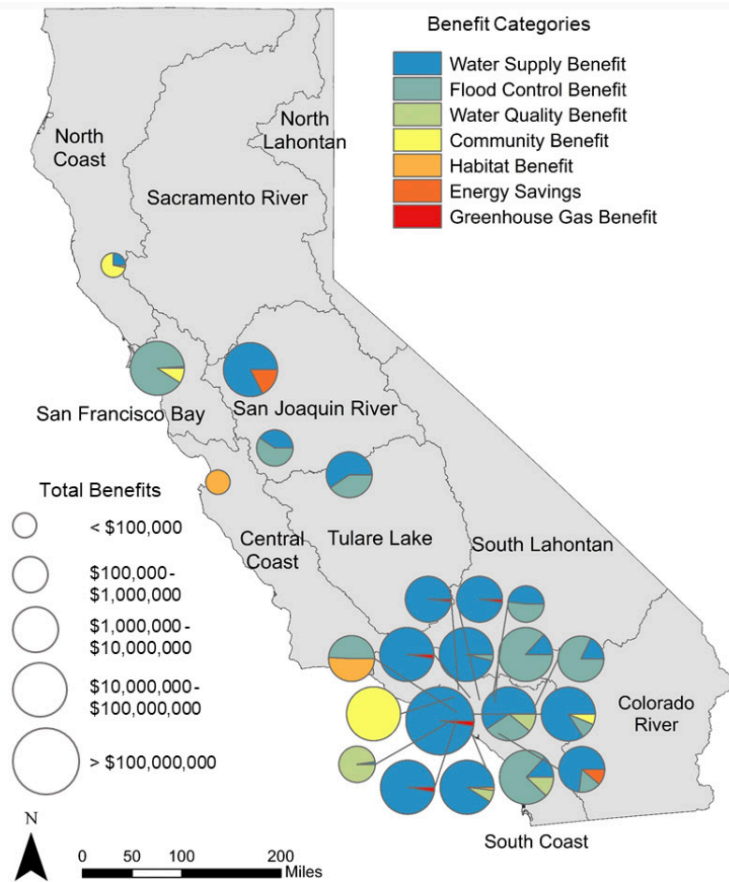 Benefit Categories
Water Supply Benefit
Flood Control Benefit
Water Quality Benefit
Community Benefit
Habitat Benefit
Energy Savings
Greenhouse Gas Benefit
North
Coast
North
Lahontan
Sacramento River
San Francisco Bay
San Joaquin River
Central
Coast
Tulare Lake
South Lahontan
Colorado
River
South Coast
Total Benefits
< $100,000
$100,000-
$1,000,000
$1,000,000-
$10,000,000
$10,000,000-
$100,000,000
> $100,000,000
N
0 50 100 200
Miles